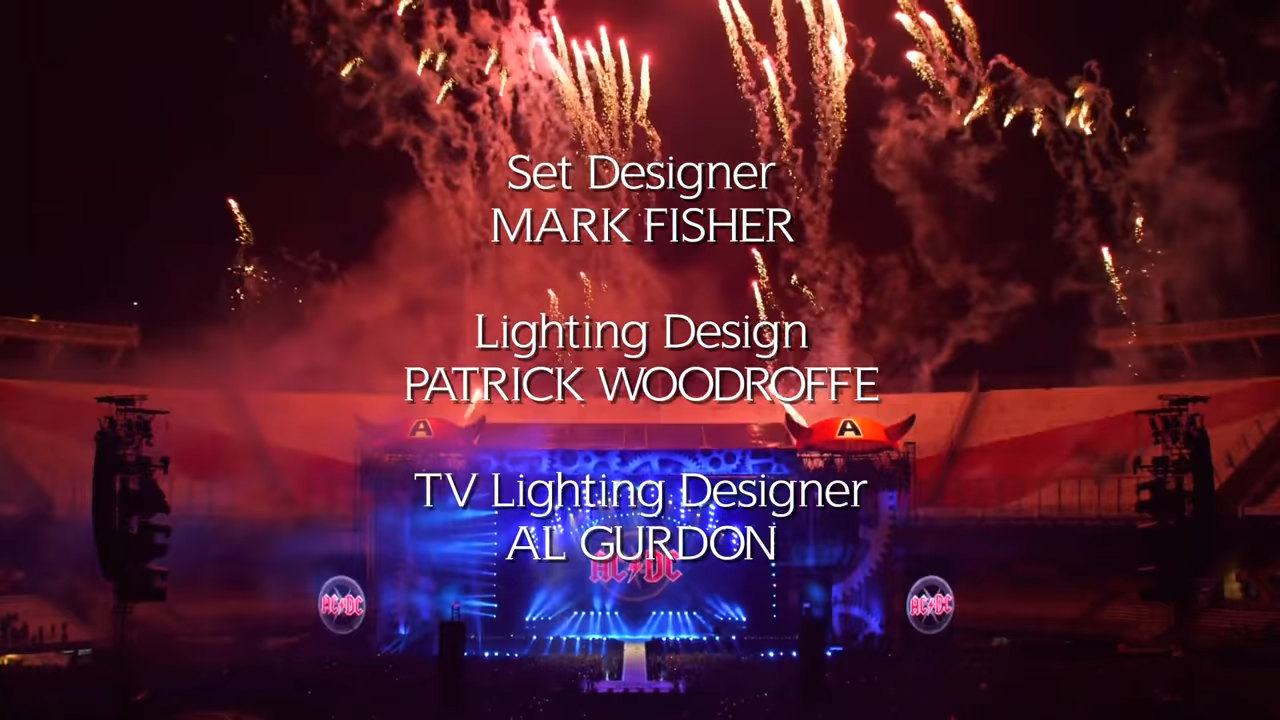 Set Designer
MARK FISHER
Lighting Design
PATRICK WOODROFFE
A
A
TV Lighting Designer
AL GURDON
AC⚡DC
AC⚡DC
AC⚡DC